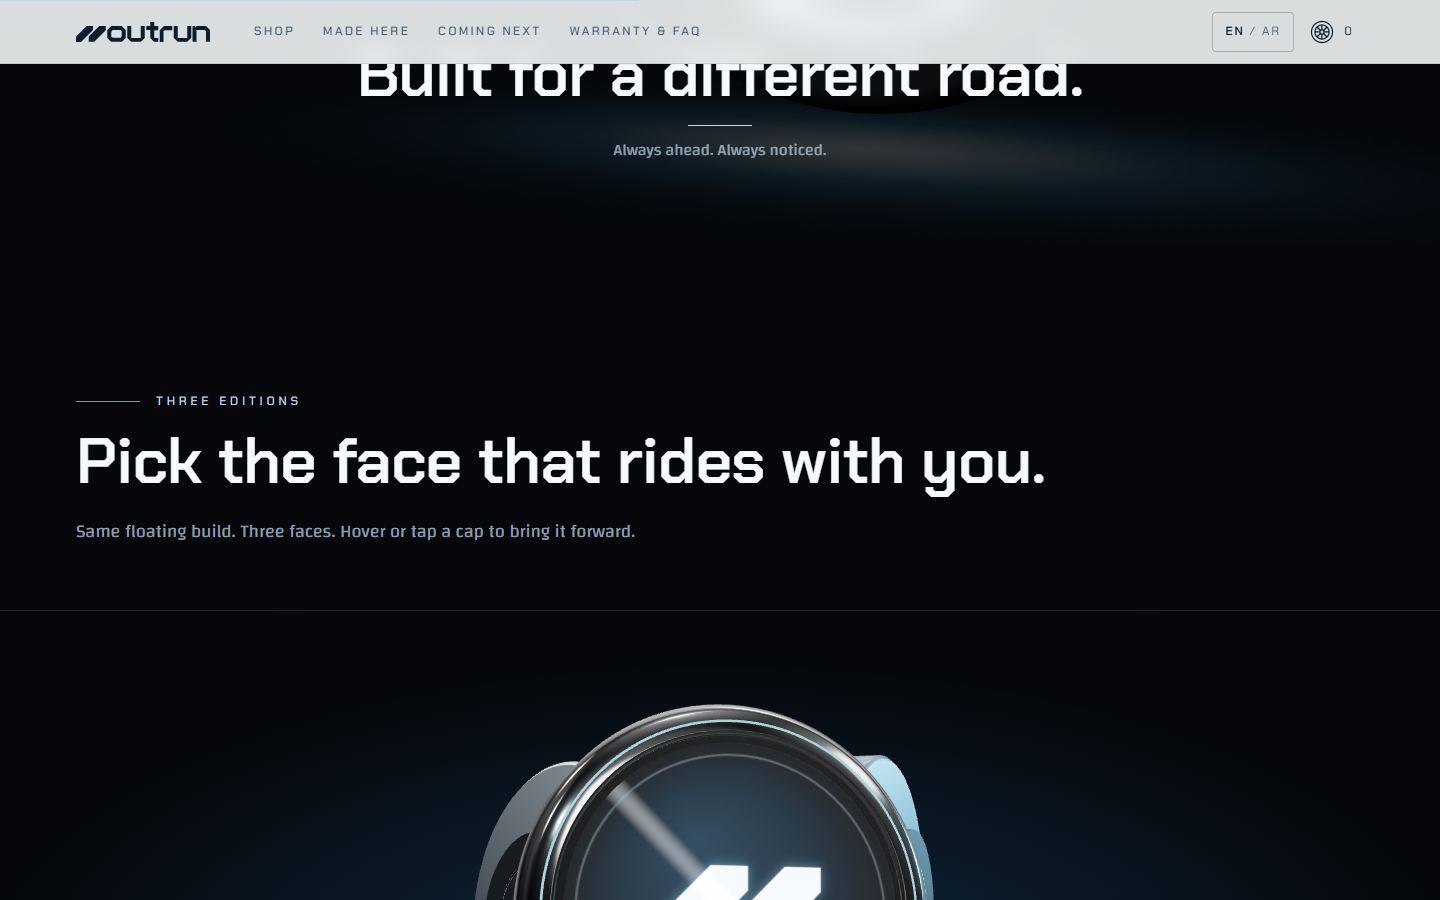 outrun
SHOP
MADE HERE
COMING NEXT
WARRANTY & FAQ
EN / AR
0
Built for a different road.
Always ahead. Always noticed.
THREE EDITIONS
Pick the face that rides with you.
Same floating build. Three faces. Hover or tap a cap to bring it forward.